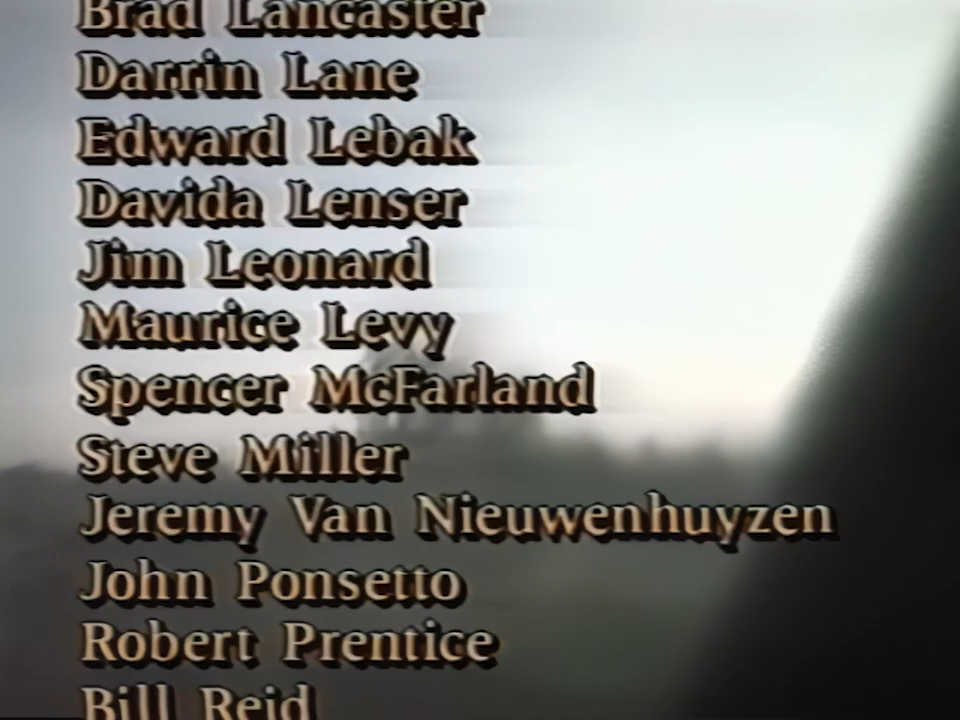 Brad Lancaster
Darrin Lane
Edward Lebak
Davida Lenser
Jim Leonard
Maurice Levy
Spencer McFarland
Steve Miller
Jeremy Van Nieuwenhuyzen
John Ponsetto
Robert Prentice
Bill Reid